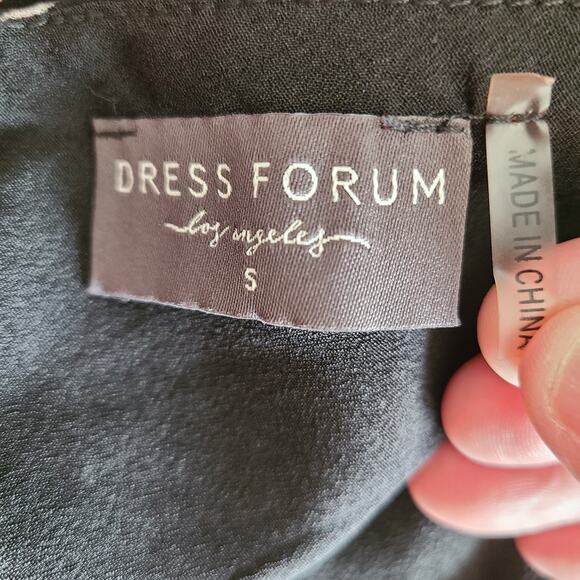 DRESS FORUM
los angeles
S
MADE IN CHINA